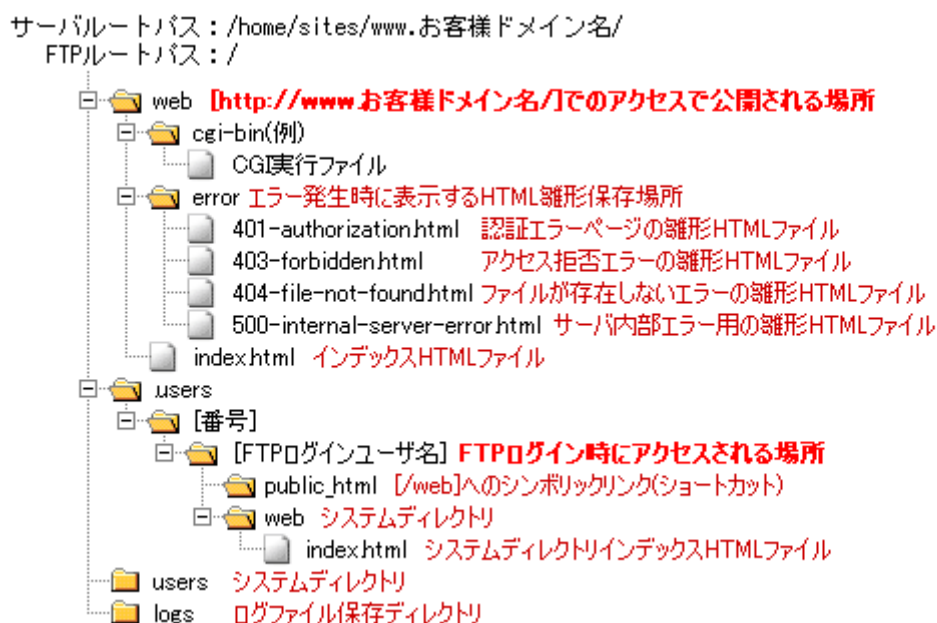 サーバルートパス：/home/sites/www.お客様ドメイン名/
FTPルートパス：/
web [http://www.お客様ドメイン名/]でのアクセスで公開される場所
cgi-bin(例)
CGI実行ファイル
error エラー発生時に表示するHTML雛形保存場所
401-authorization.html 認証エラーページの雛形HTMLファイル
403-forbidden.html アクセス拒否エラーの雛形HTMLファイル
404-file-not-found.html ファイルが存在しないエラーの雛形HTMLファイル
500-internal-server-error.html サーバ内部エラー用の雛形HTMLファイル
index.html インデックスHTMLファイル
.users
[番号]
[FTPログインユーザ名] FTPログイン時にアクセスされる場所
public_html [/web]へのシンボリックリンク(ショートカット)
web システムディレクトリ
index.html システムディレクトリインデックスHTMLファイル
users システムディレクトリ
logs ログファイル保存ディレクトリ